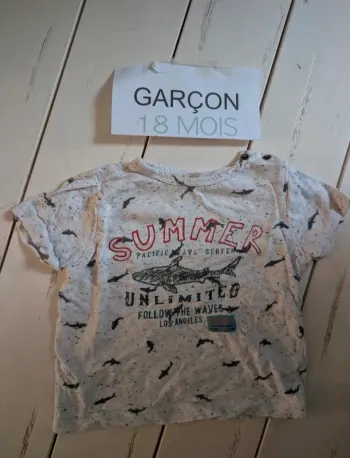 GARÇON
18 MOIS
SUMMER
PACIFIC WAVE SURFER
UNLIMITED
FOLLOW THE WAVES
LOS ANGELES